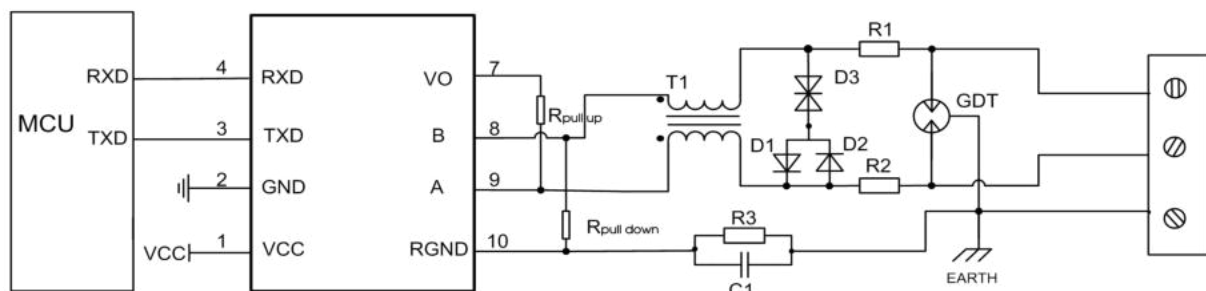 MCU
RXD
TXD
4
3
2
1
RXD
TXD
GND
VCC
VCC
VO
B
A
RGND
7
8
9
10
Rpull up
Rpull down
T1
D3
D1
D2
R1
R2
GDT
R3
C1
EARTH